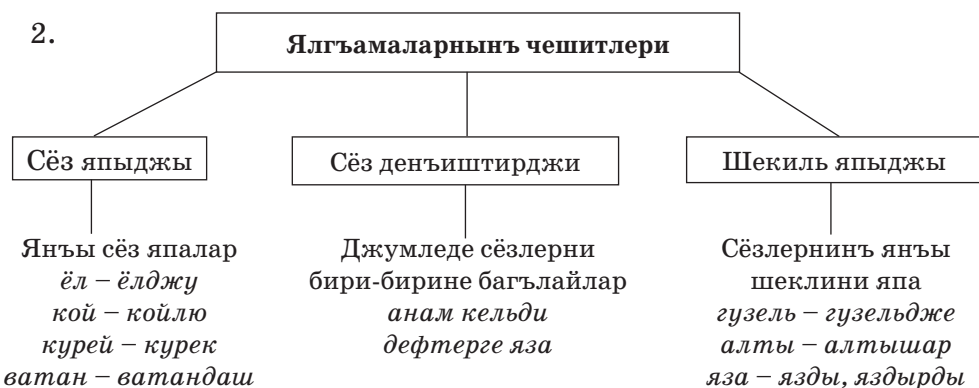 2.
Ялгъамаларнынъ чешитлери
Сёз япыджы
Янъы сёз япалар
ёл – ёлджу
кой – койлю
курей – курек
ватан – ватандаш
Сёз денъиштирджи
Джумледе сёзлерни
бири-бирине багълайлар
анам кельди
дефтерге яза
Шекиль япыджы
Сёзлернинъ янъы
шеклини япа
гузель – гузельдже
алты – алтышар
яза – язды, яздырды